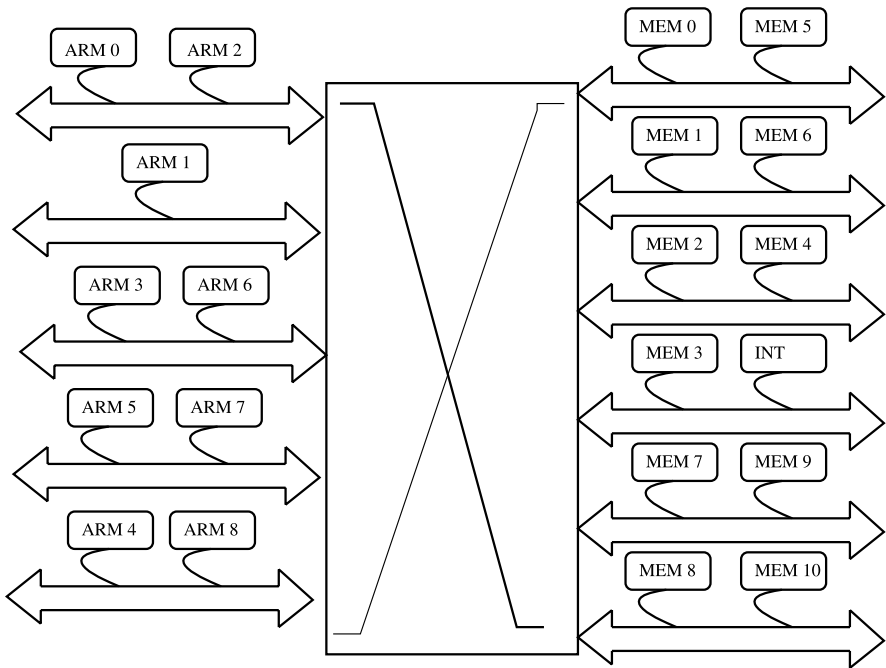 ARM 0
ARM 2
ARM 1
ARM 3
ARM 6
ARM 5
ARM 7
ARM 4
ARM 8
MEM 0
MEM 5
MEM 1
MEM 6
MEM 2
MEM 4
MEM 3
INT
MEM 7
MEM 9
MEM 8
MEM 10